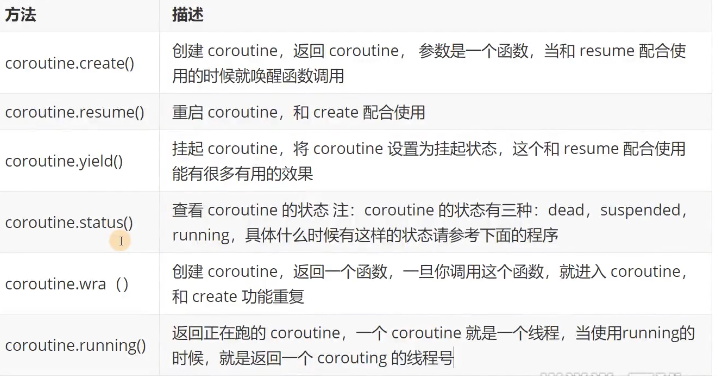 方法 描述
coroutine.create() 创建 coroutine，返回 coroutine， 参数是一个函数，当和 resume 配合使
用的时候就唤醒函数调用
coroutine.resume() 重启 coroutine，和 create 配合使用
coroutine.yield() 挂起 coroutine，将 coroutine 设置为挂起状态，这个和 resume 配合使用
能有很多有用的效果
coroutine.status() 查看 coroutine 的状态 注：coroutine 的状态有三种：dead，suspended，
running，具体什么时候有这样的状态请参考下面的程序
coroutine.wra（） 创建 coroutine，返回一个函数，一旦你调用这个函数，就进入 coroutine，
和 create 功能重复
coroutine.running() 返回正在跑的 coroutine，一个 coroutine 就是一个线程，当使用running的
时候，就是返回一个 corouting 的线程号